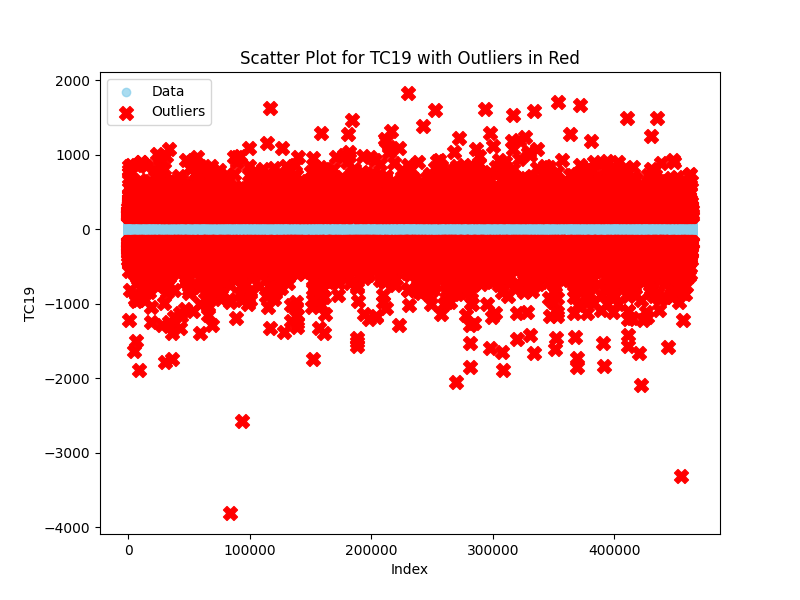 Scatter Plot for TC19 with Outliers in Red
Data
Outliers
2000
1000
0
−1000
−2000
−3000
−4000
TC19
0
100000
200000
300000
400000
Index